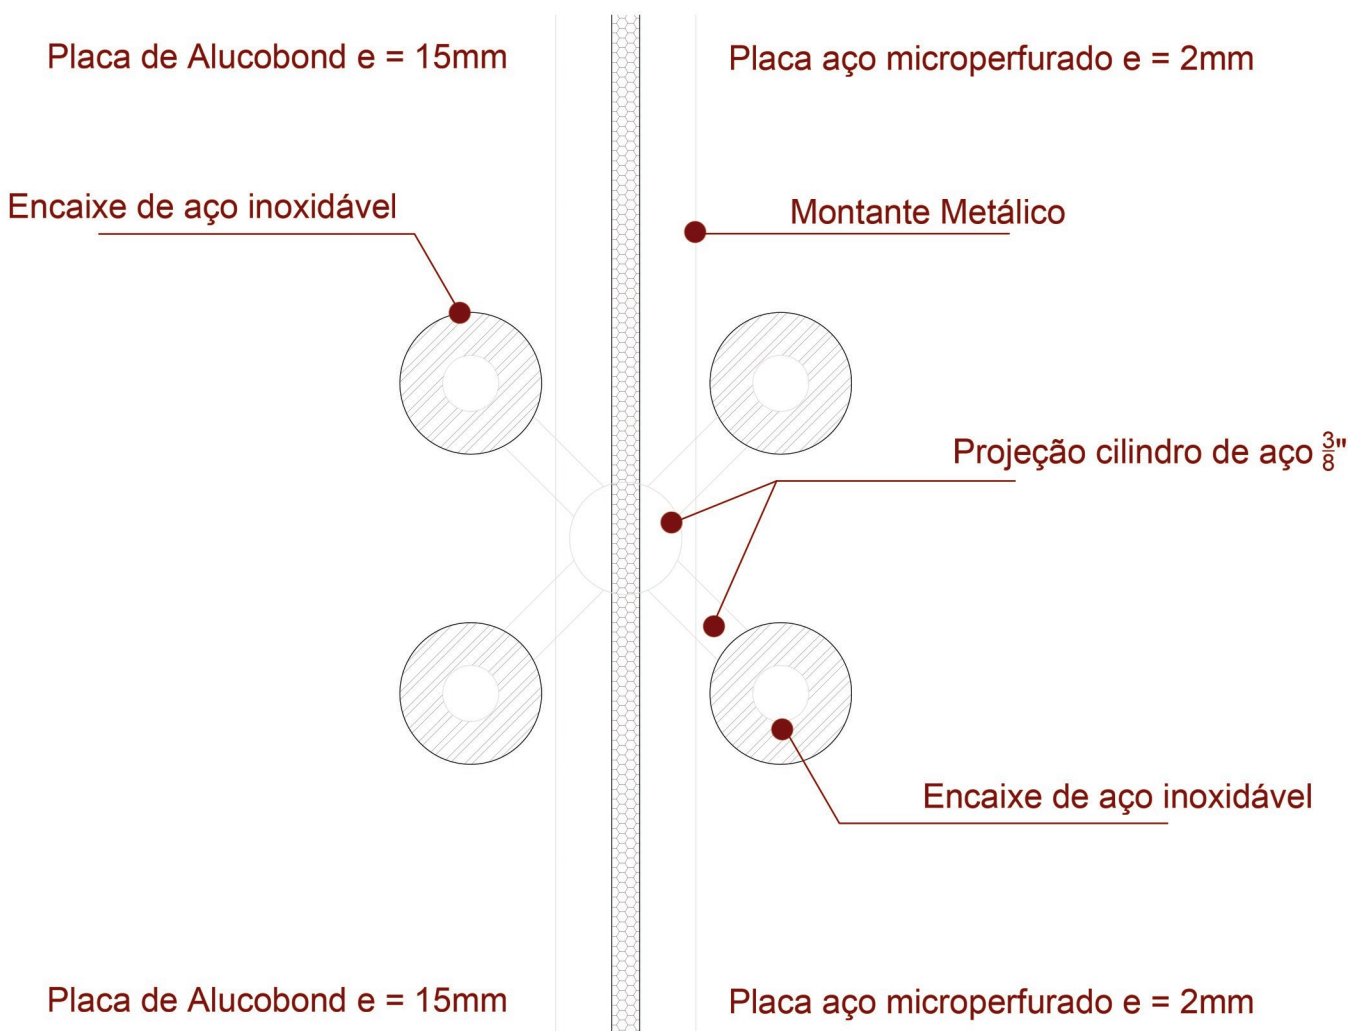 Placa de Alucobond e = 15mm
Placa aço microperfurado e = 2mm
Encaixe de aço inoxidável
Montante Metálico
Projeção cilindro de aço 3/8"
Encaixe de aço inoxidável
Placa de Alucobond e = 15mm
Placa aço microperfurado e = 2mm